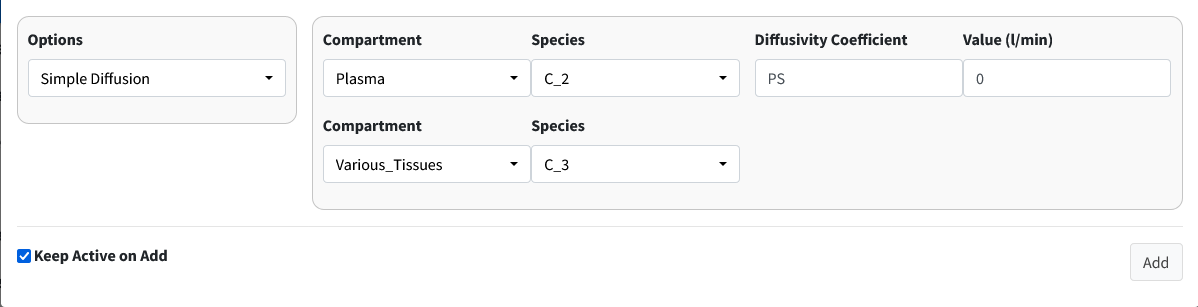 Options
Simple Diffusion
Compartment Species Diffusivity Coefficient Value (l/min)
Plasma C_2 PS 0
Compartment Species
Various_Tissues C_3
Keep Active on Add
Add